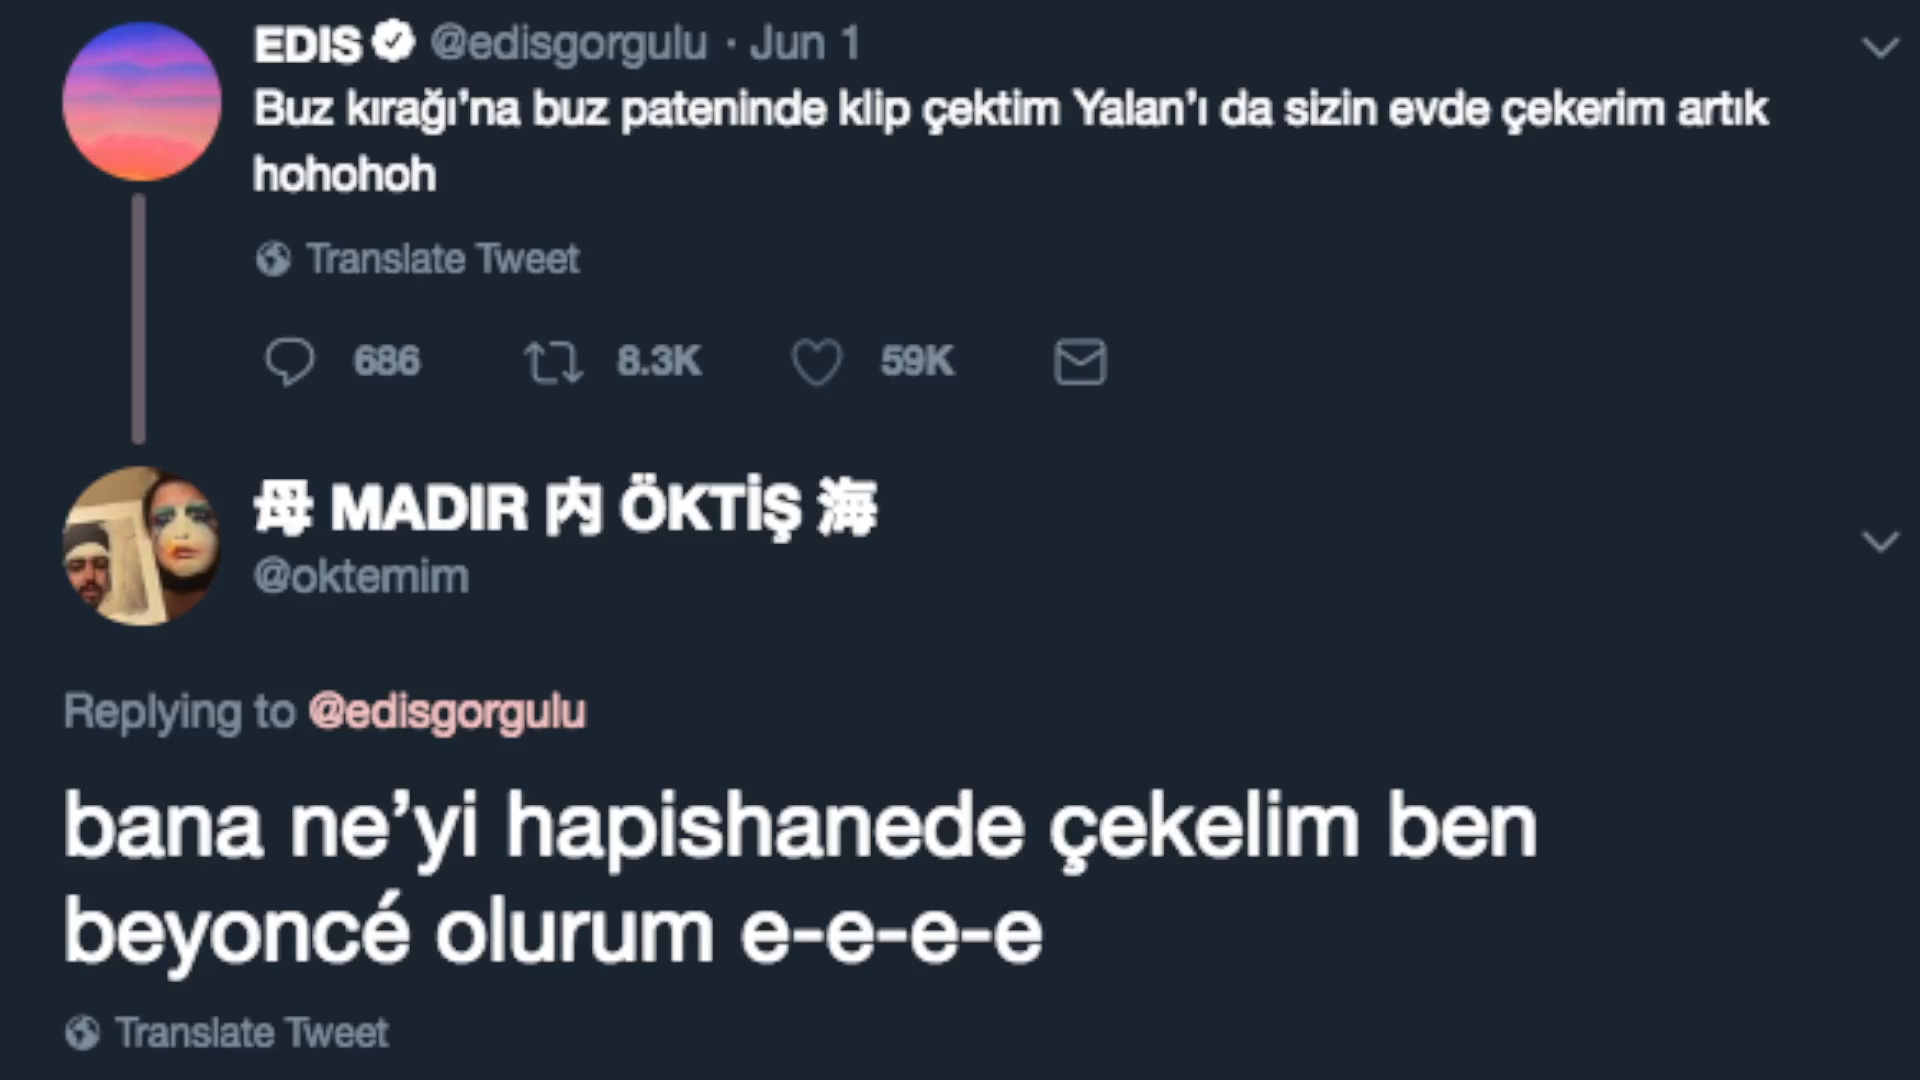 EDIS @edisgorgulu · Jun 1
Buz kırağı’na buz pateninde klip çektim Yalan’ı da sizin evde çekerim artık
hohohoh
Translate Tweet
686 8.3K 59K
母 MADIR 内 ÖKTİŞ 海
@oktemim
Replying to @edisgorgulu
bana ne’yi hapishanede çekelim ben
beyoncé olurum e-e-e-e
Translate Tweet